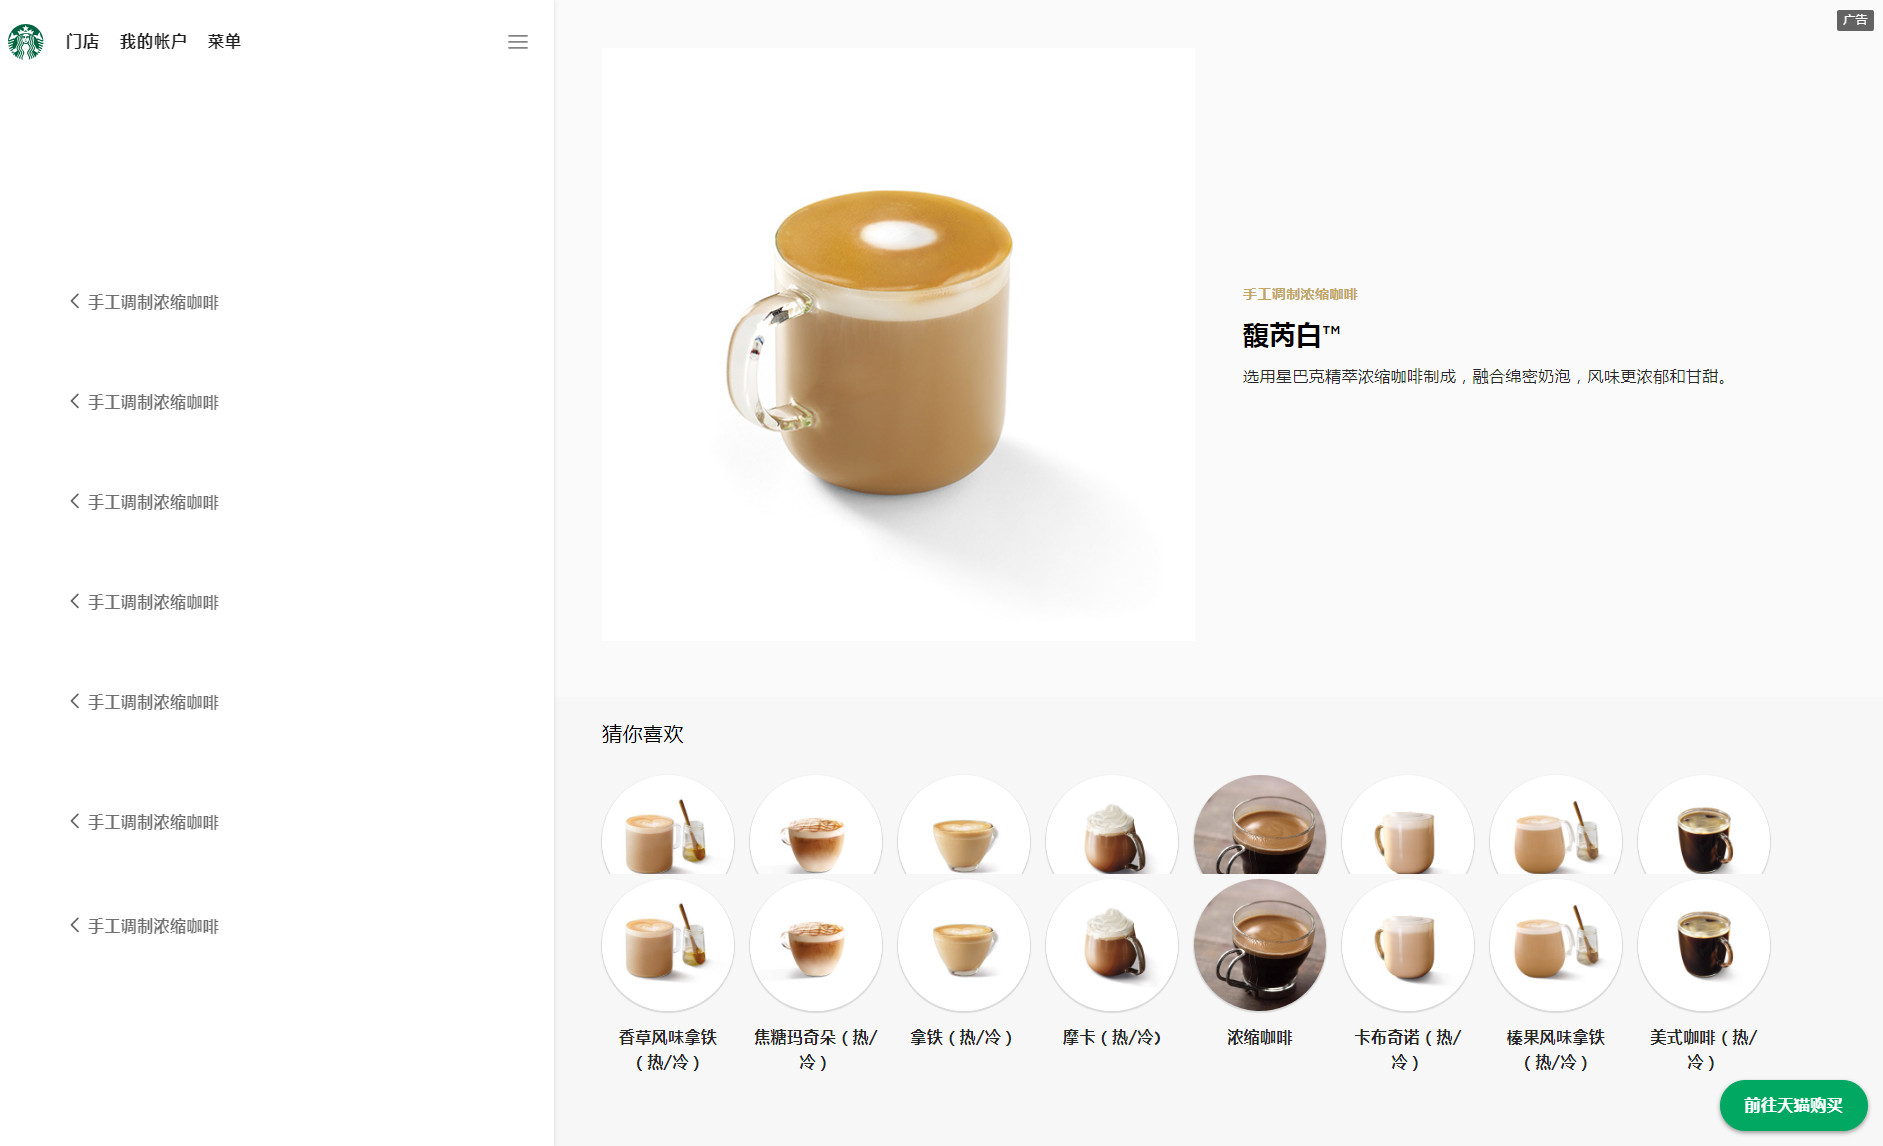 门店 我的帐户 菜单
手工调制浓缩咖啡
手工调制浓缩咖啡
手工调制浓缩咖啡
手工调制浓缩咖啡
手工调制浓缩咖啡
手工调制浓缩咖啡
手工调制浓缩咖啡
广告
手工调制浓缩咖啡
馥芮白™
选用星巴克精萃浓缩咖啡制成，融合绵密奶泡，风味更浓郁和甘甜。
猜你喜欢
香草风味拿铁
（热/冷）
焦糖玛奇朵（热/
冷）
拿铁（热/冷）
摩卡（热/冷)
浓缩咖啡
卡布奇诺（热/
冷）
榛果风味拿铁
（热/冷）
美式咖啡（热/
冷）
前往天猫购买